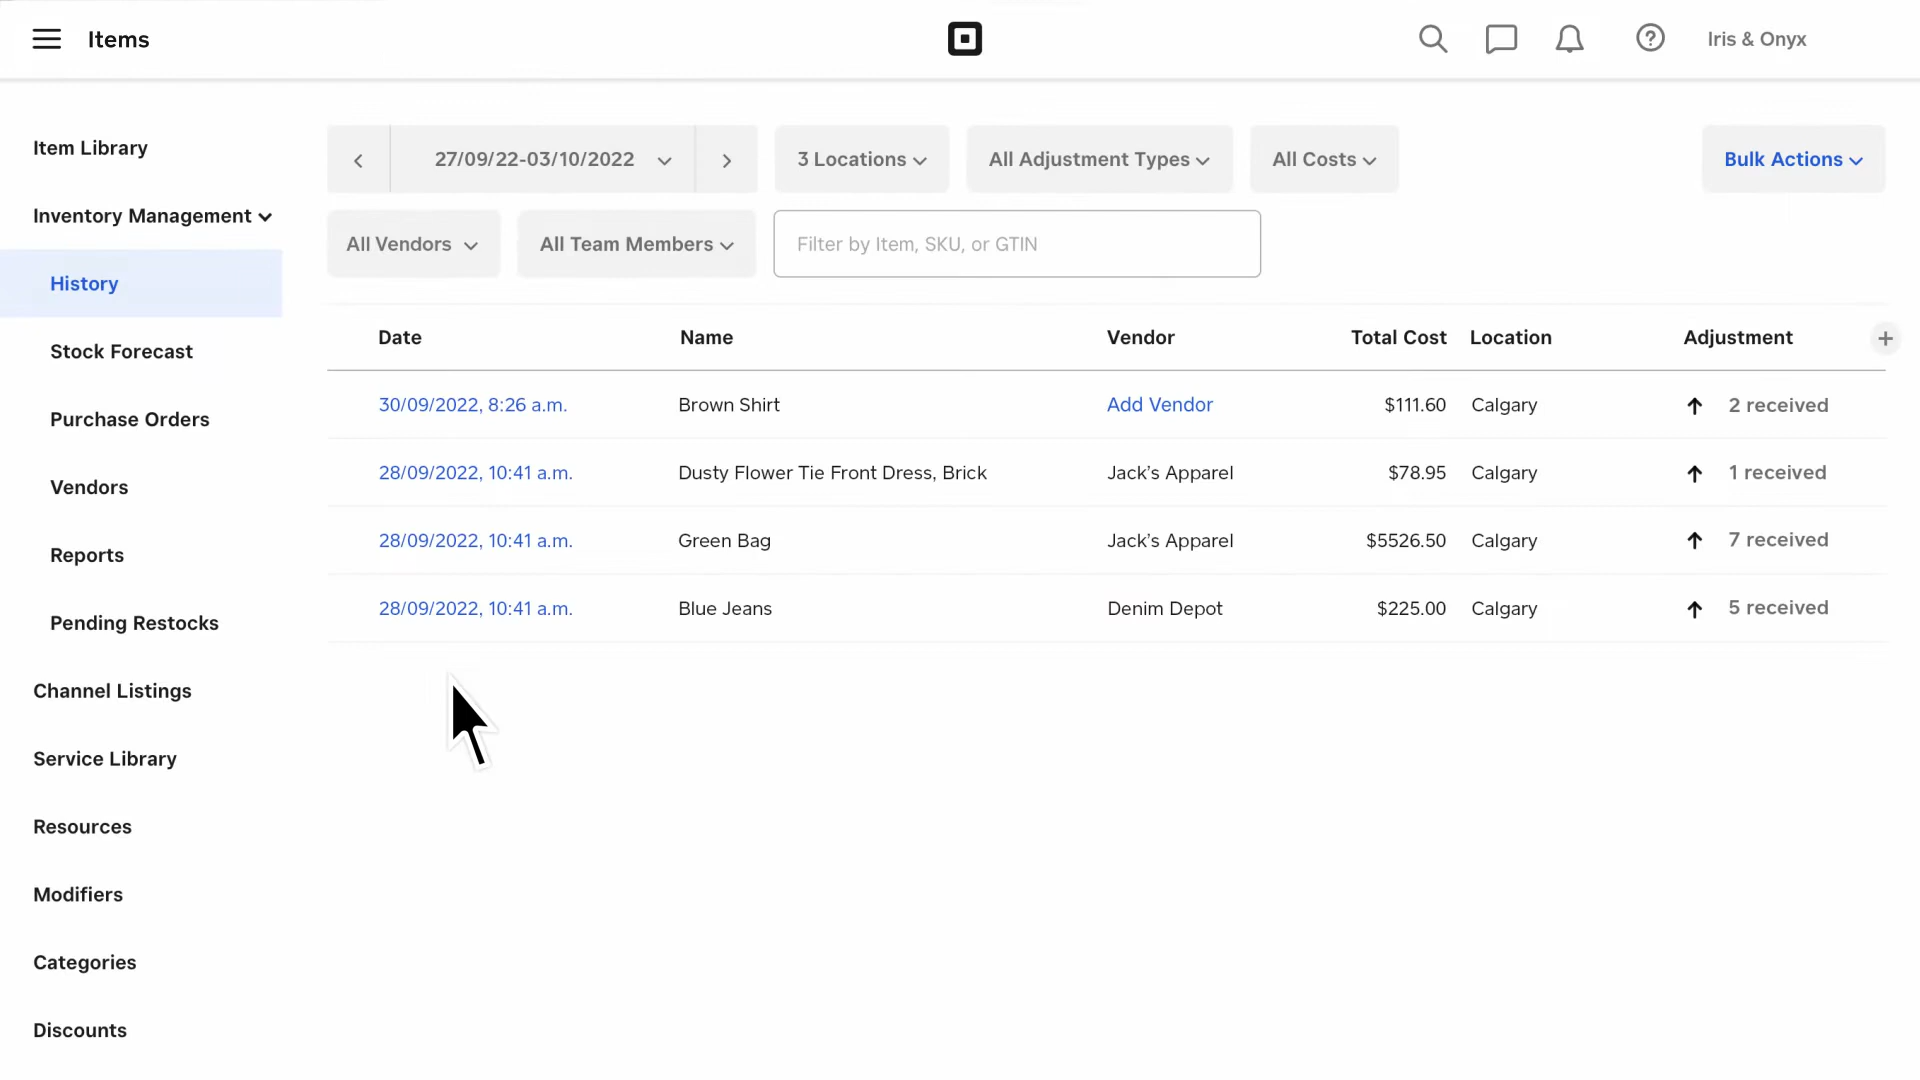 Items
Iris & Onyx
Item Library
Inventory Management
History
Stock Forecast
Purchase Orders
Vendors
Reports
Pending Restocks
Channel Listings
Service Library
Resources
Modifiers
Categories
Discounts
27/09/22-03/10/2022
3 Locations
All Adjustment Types
All Costs
Bulk Actions
All Vendors
All Team Members
Filter by Item, SKU, or GTIN
Date Name Vendor Total Cost Location Adjustment
30/09/2022, 8:26 a.m. Brown Shirt Add Vendor $111.60 Calgary 2 received
28/09/2022, 10:41 a.m. Dusty Flower Tie Front Dress, Brick Jack's Apparel $78.95 Calgary 1 received
28/09/2022, 10:41 a.m. Green Bag Jack's Apparel $5526.50 Calgary 7 received
28/09/2022, 10:41 a.m. Blue Jeans Denim Depot $225.00 Calgary 5 received